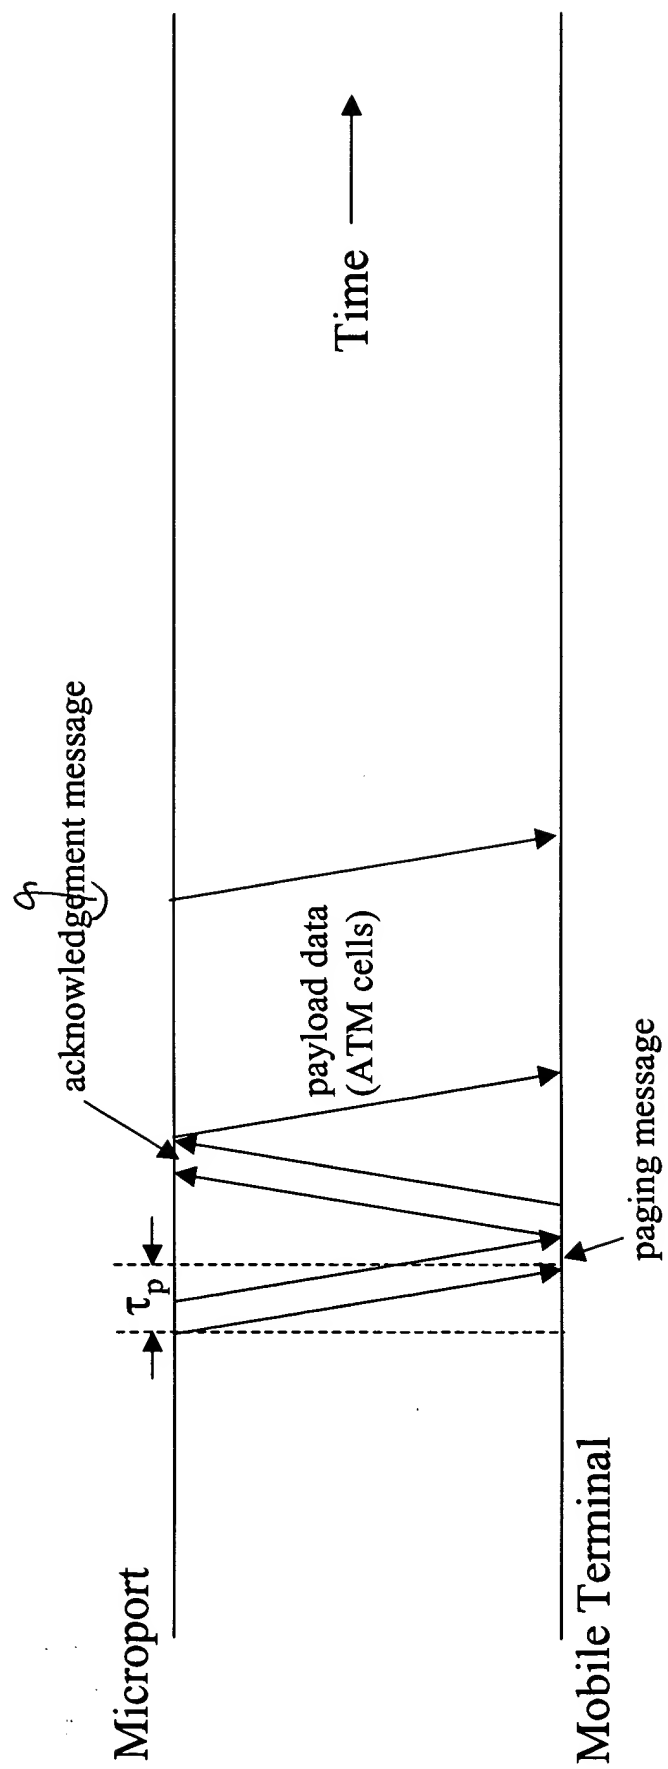 Microport
τp
acknowledgement message
payload data
(ATM cells)
Time
paging message
Mobile Terminal